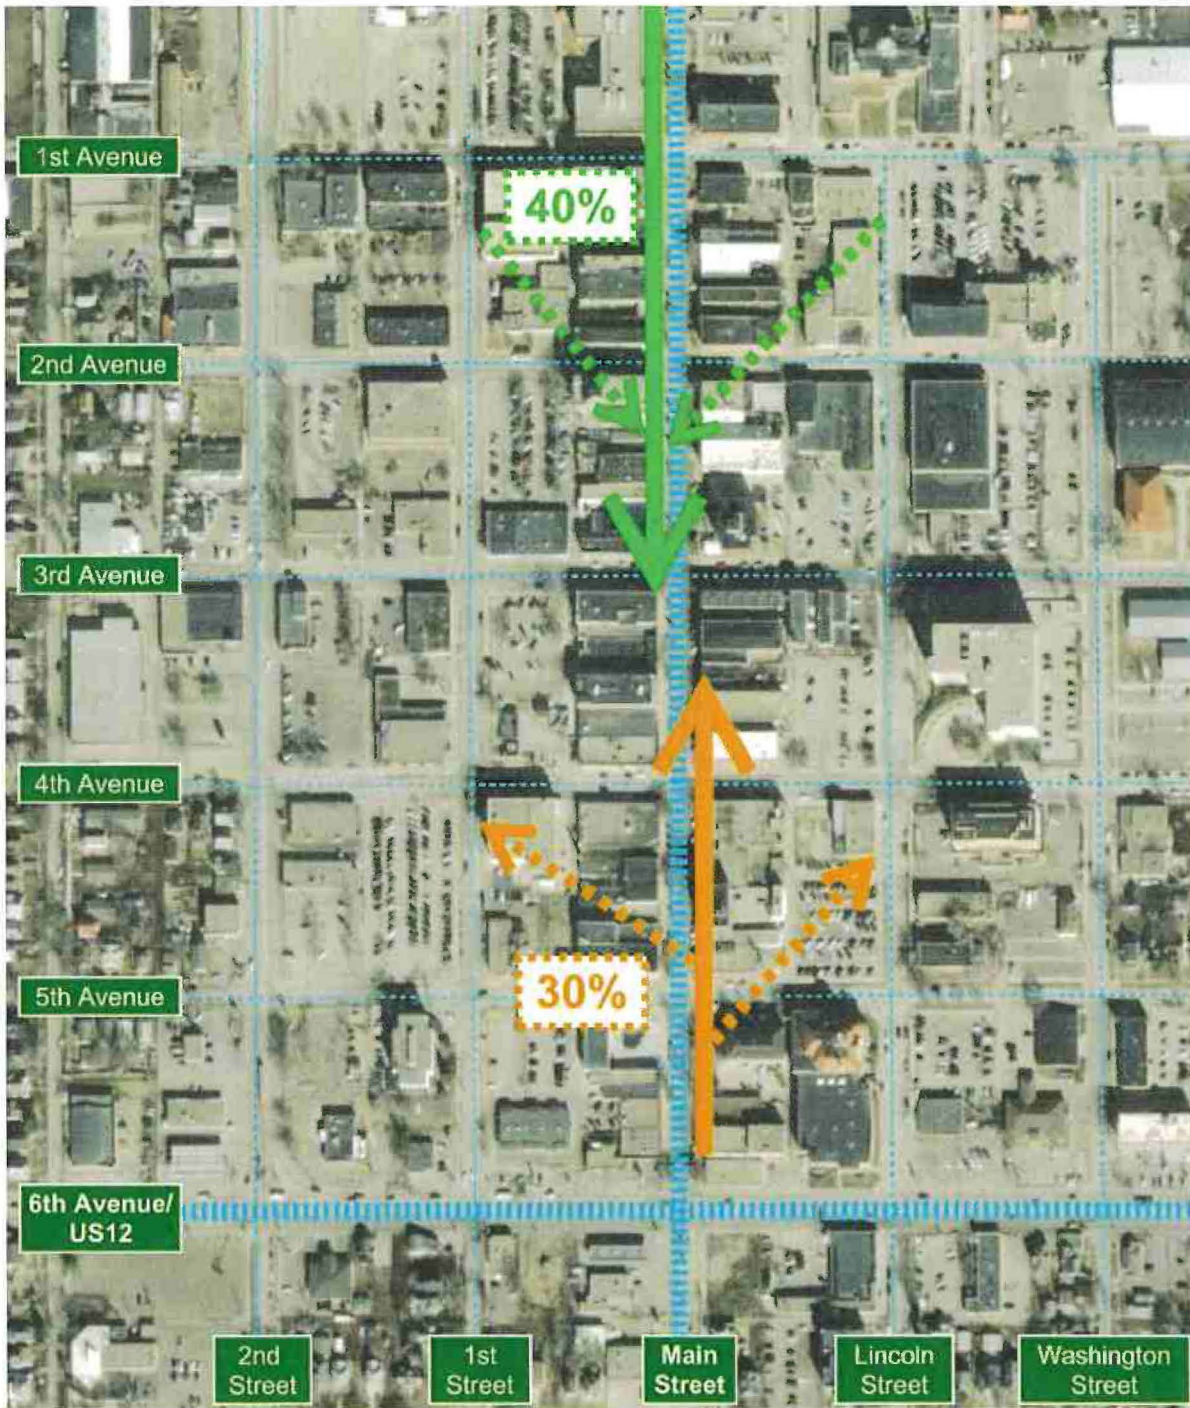 1st Avenue
40%
2nd Avenue
3rd Avenue
4th Avenue
30%
5th Avenue
6th Avenue/
US12
2nd
Street
1st
Street
Main
Street
Lincoln
Street
Washington
Street